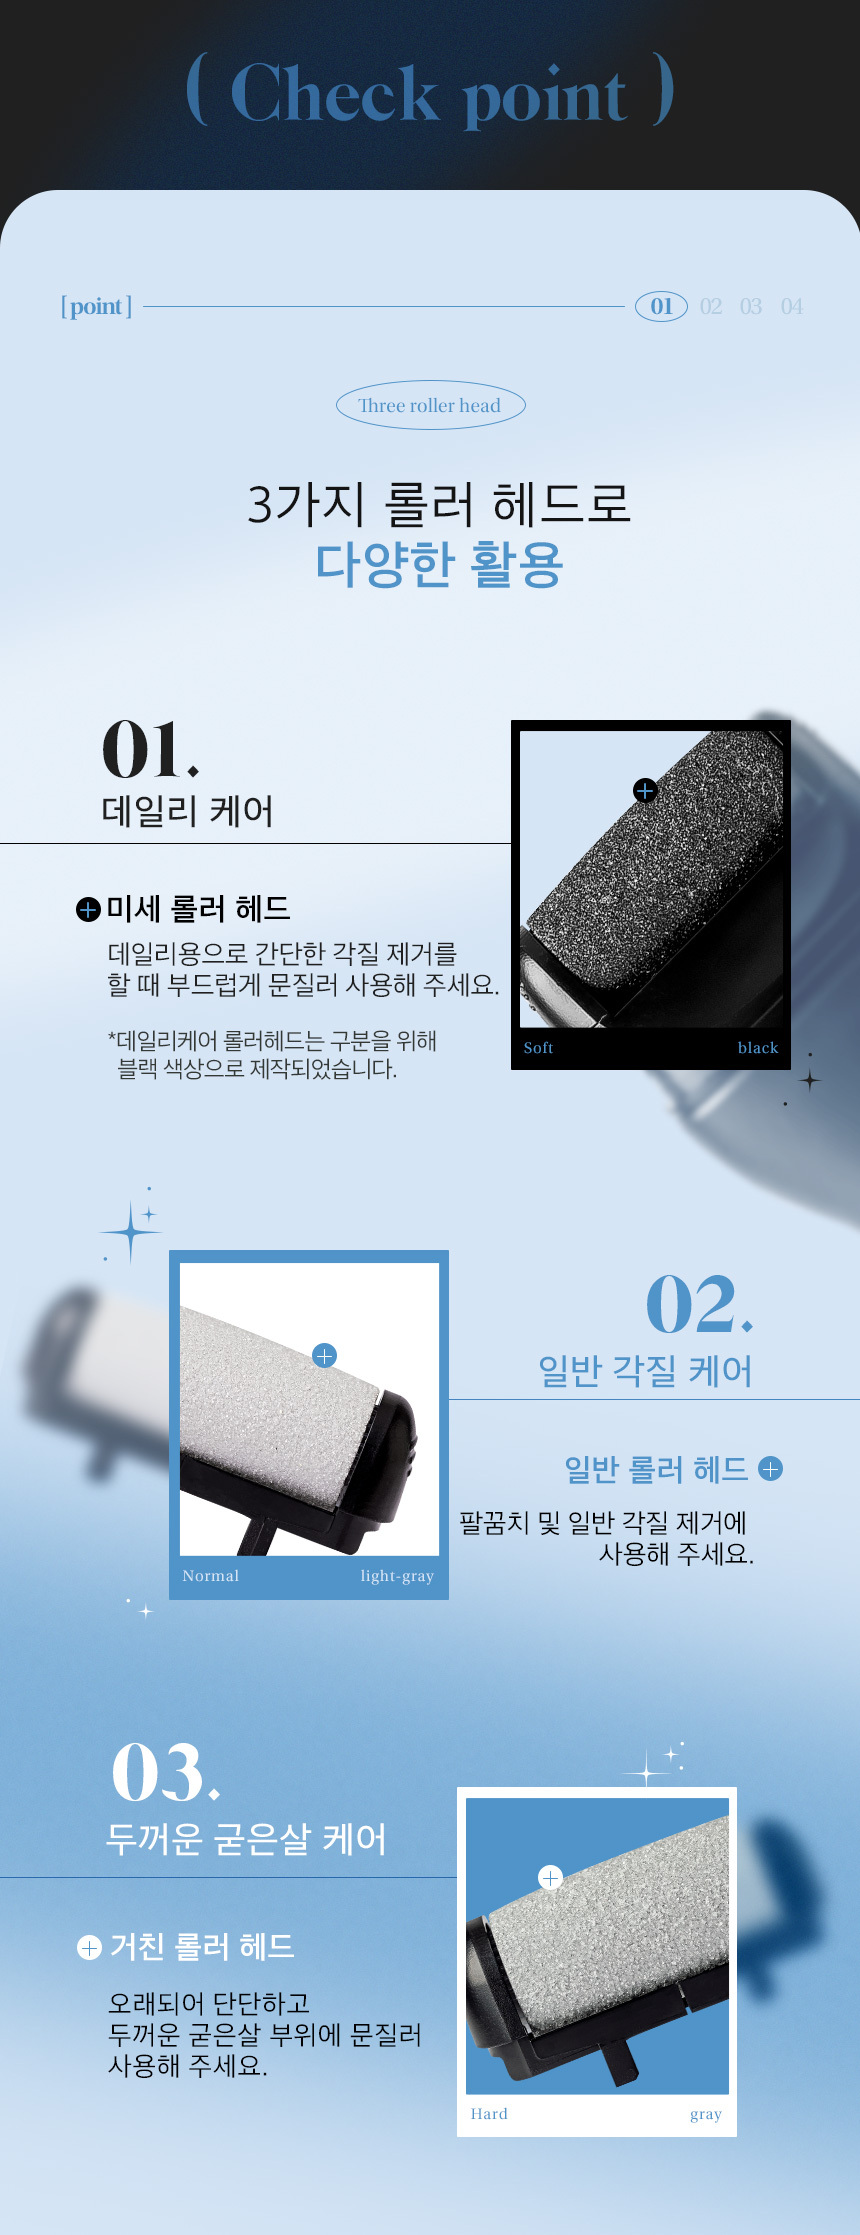 ( Check point )
[point] 01 02 03 04
Three roller head
3가지 롤러 헤드로
다양한 활용
01.
데일리 케어
미세 롤러 헤드
데일리용으로 간단한 각질 제거를
할 때 부드럽게 문질러 사용해 주세요.
*데일리케어 롤러헤드는 구분을 위해
블랙 색상으로 제작되었습니다.
Soft black
02.
일반 각질 케어
일반 롤러 헤드
팔꿈치 및 일반 각질 제거에
사용해 주세요.
Normal light-gray
03.
두꺼운 굳은살 케어
거친 롤러 헤드
오래되어 단단하고
두꺼운 굳은살 부위에 문질러
사용해 주세요.
Hard gray